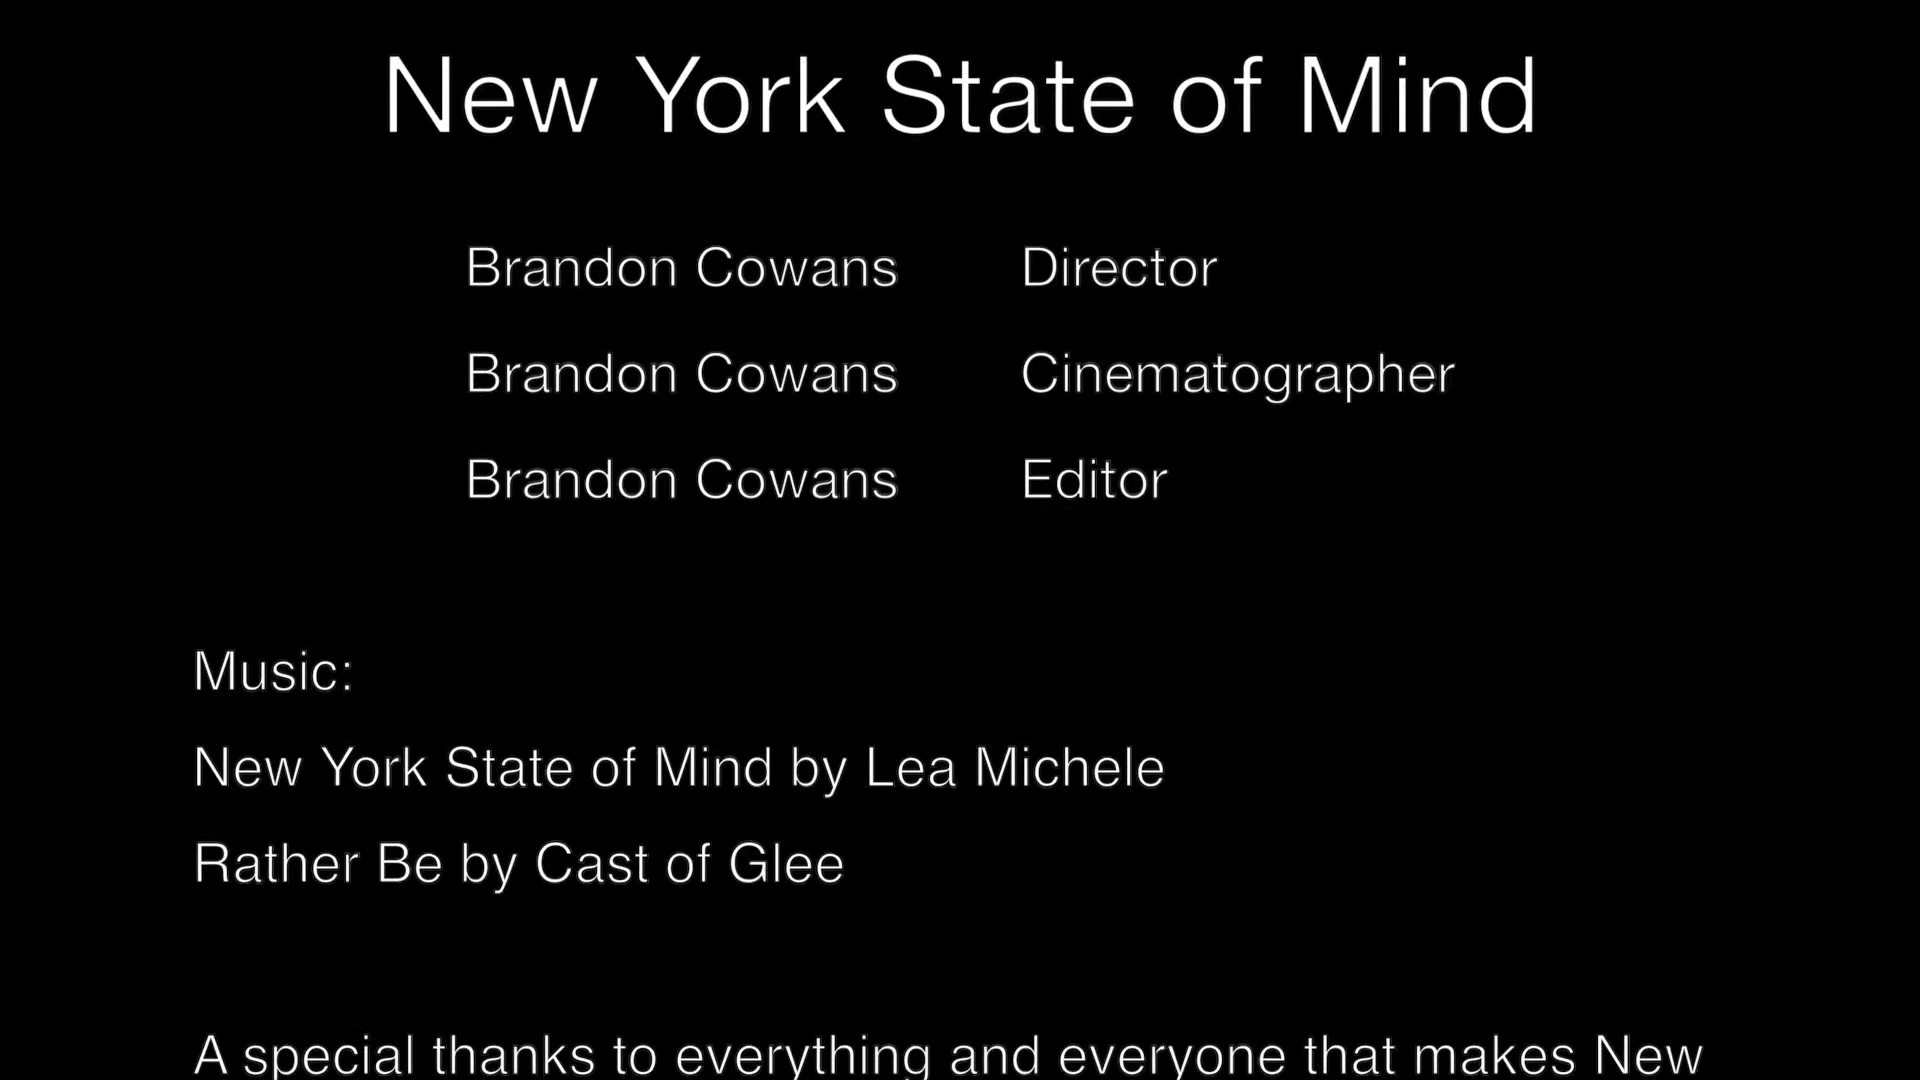 New York State of Mind
Brandon Cowans Director
Brandon Cowans Cinematographer
Brandon Cowans Editor
Music:
New York State of Mind by Lea Michele
Rather Be by Cast of Glee
A special thanks to everything and everyone that makes New